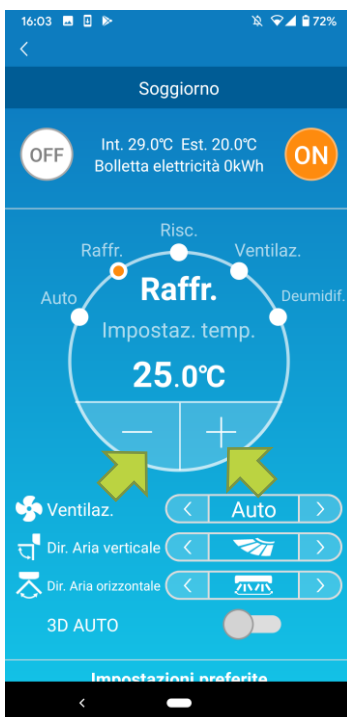 16:03 72%
Soggiorno
OFF
Int. 29.0℃ Est. 20.0℃
Bolletta elettricità 0kWh
ON
Risc.
Raffr. Ventilaz.
Auto Deumidif.
Raffr.
Impostaz. temp.
25.0℃
Ventilaz. Auto
Dir. Aria verticale
Dir. Aria orizzontale
3D AUTO
Impostazioni preferite